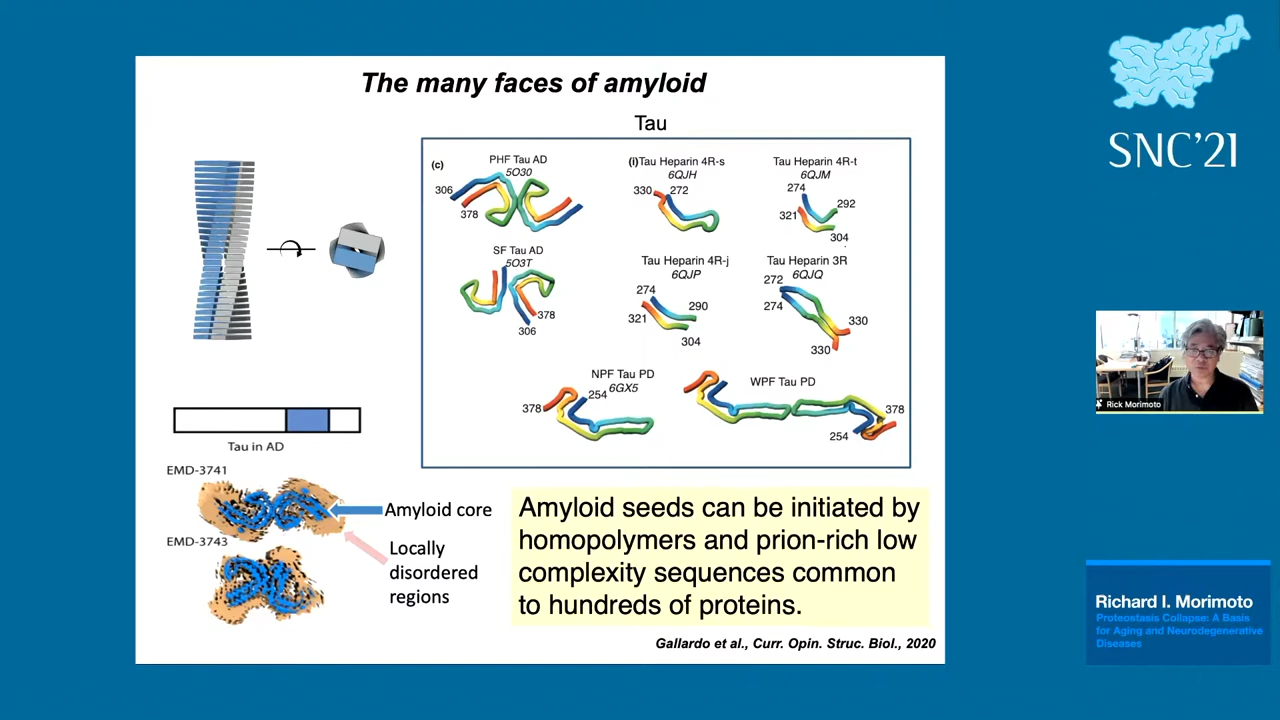 The many faces of amyloid
Tau
(c)
PHF Tau AD
5O30
306
378
(i)Tau Heparin 4R-s
6QJH
330
272
Tau Heparin 4R-t
6QJM
274
292
321
304
SF Tau AD
5O3T
378
306
Tau Heparin 4R-j
6QJP
274
290
321
304
Tau Heparin 3R
6QJQ
272
274
330
330
NPF Tau PD
6GX5
254
378
WPF Tau PD
378
254
Tau in AD
EMD-3741
Amyloid core
EMD-3743
Locally
disordered
regions
Amyloid seeds can be initiated by
homopolymers and prion-rich low
complexity sequences common
to hundreds of proteins.
Gallardo et al., Curr. Opin. Struc. Biol., 2020
SNC'21
Rick Morimoto
Richard I. Morimoto
Proteostasis Collapse: A Basis
for Aging and Neurodegenerative
Diseases